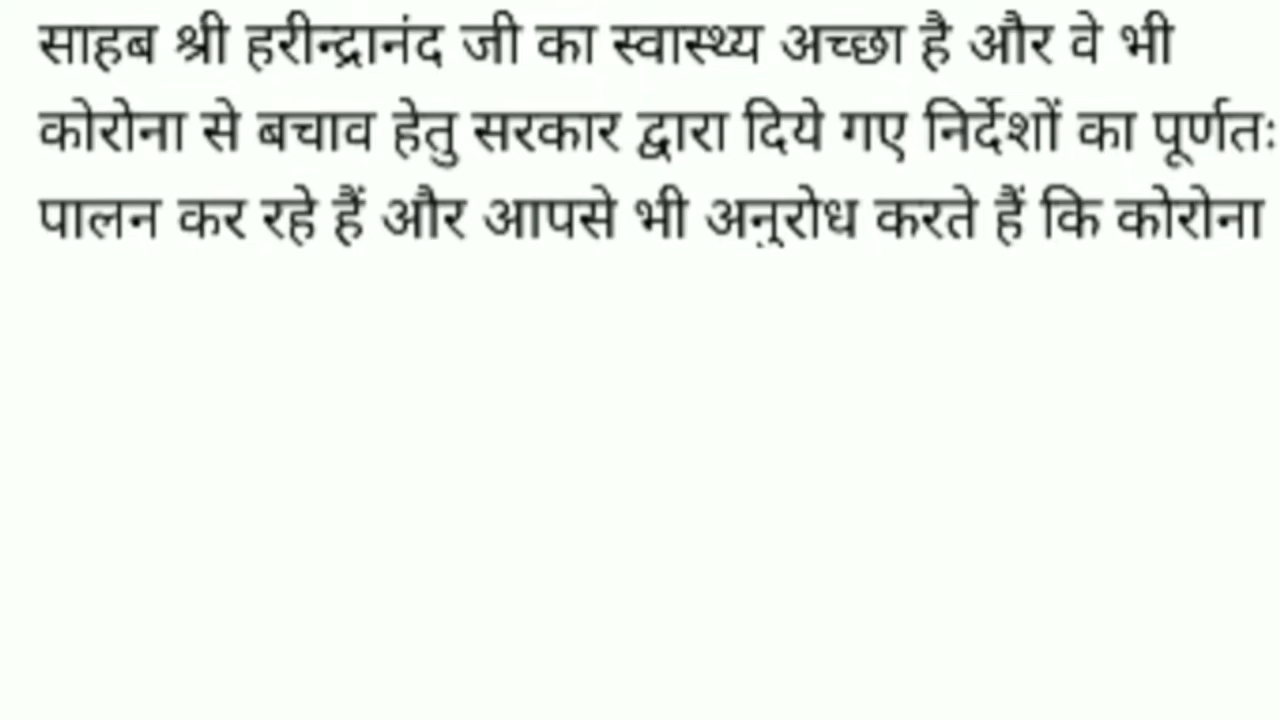 साहब श्री हरीन्द्रानंद जी का स्वास्थ्य अच्छा है और वे भी
कोरोना से बचाव हेतु सरकार द्वारा दिये गए निर्देशों का पूर्णतः
पालन कर रहे हैं और आपसे भी अनुरोध करते हैं कि कोरोना